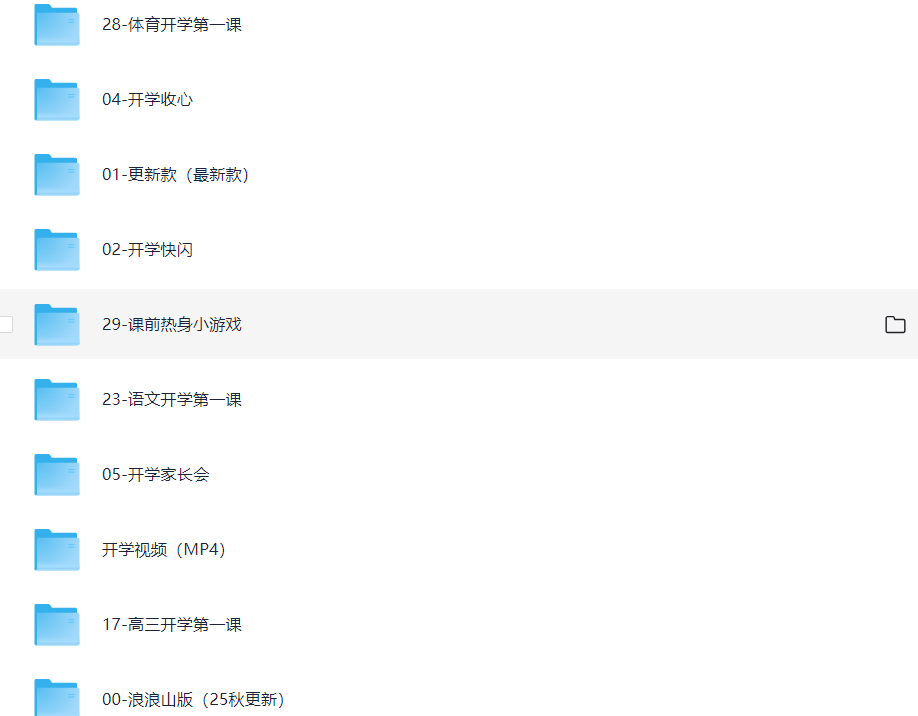 28-体育开学第一课
04-开学收心
01-更新款（最新款）
02-开学快闪
29-课前热身小游戏
23-语文开学第一课
05-开学家长会
开学视频（MP4）
17-高三开学第一课
00-浪浪山版（25秋更新）